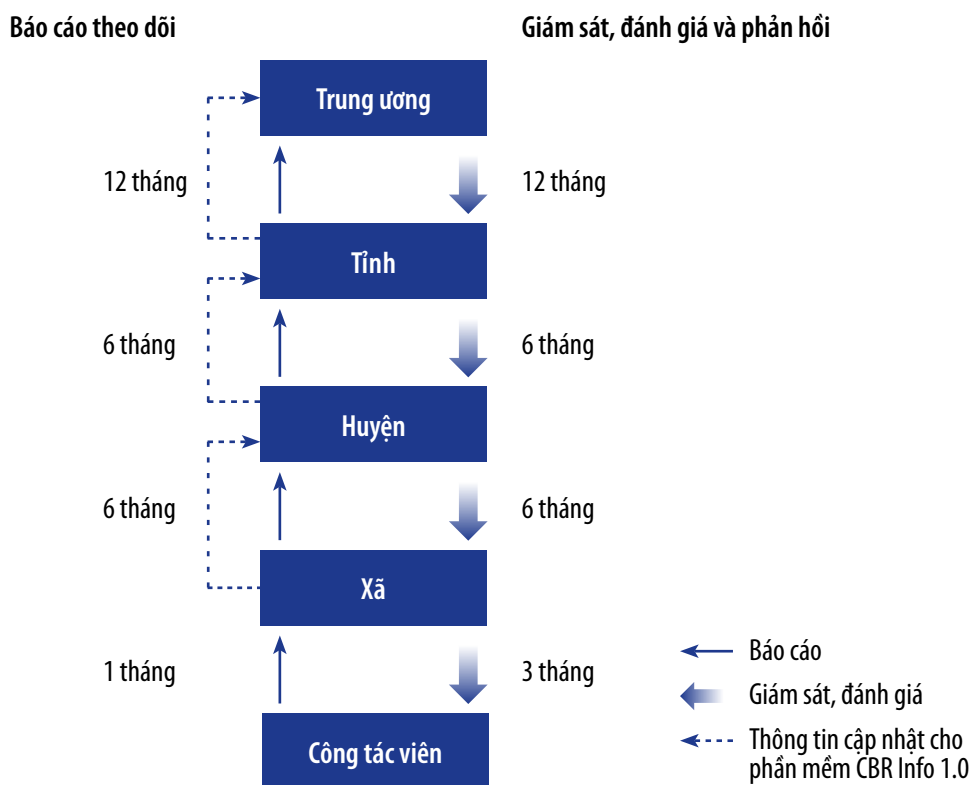 Báo cáo theo dõi
Giám sát, đánh giá và phản hồi
Trung ương
12 tháng
12 tháng
Tỉnh
6 tháng
6 tháng
Huyện
6 tháng
6 tháng
Xã
1 tháng
3 tháng
Công tác viên
Báo cáo
Giám sát, đánh giá
Thông tin cập nhật cho
phần mềm CBR Info 1.0